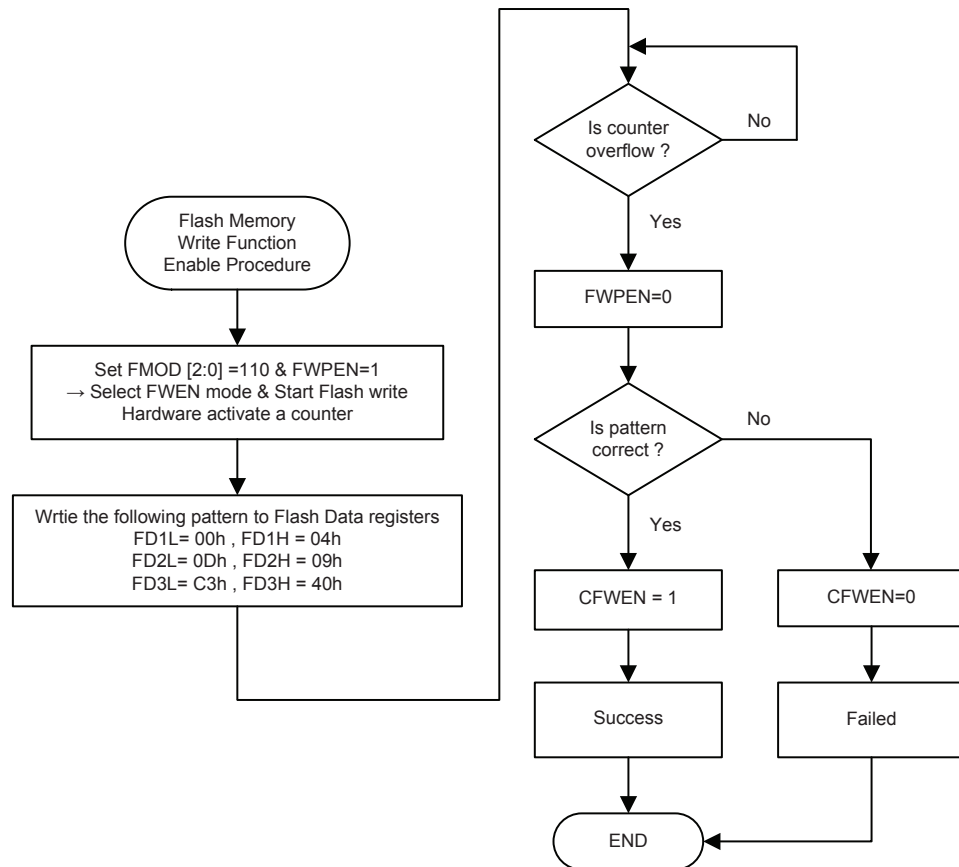 Flash Memory
Write Function
Enable Procedure
Set FMOD [2:0] =110 & FWPEN=1
→ Select FWEN mode & Start Flash write
Hardware activate a counter
Wrtie the following pattern to Flash Data registers
FD1L= 00h , FD1H = 04h
FD2L= 0Dh , FD2H = 09h
FD3L= C3h , FD3H = 40h
Is counter
overflow ?
No
Yes
FWPEN=0
Is pattern
correct ?
No
Yes
CFWEN = 1
CFWEN=0
Success
Failed
END